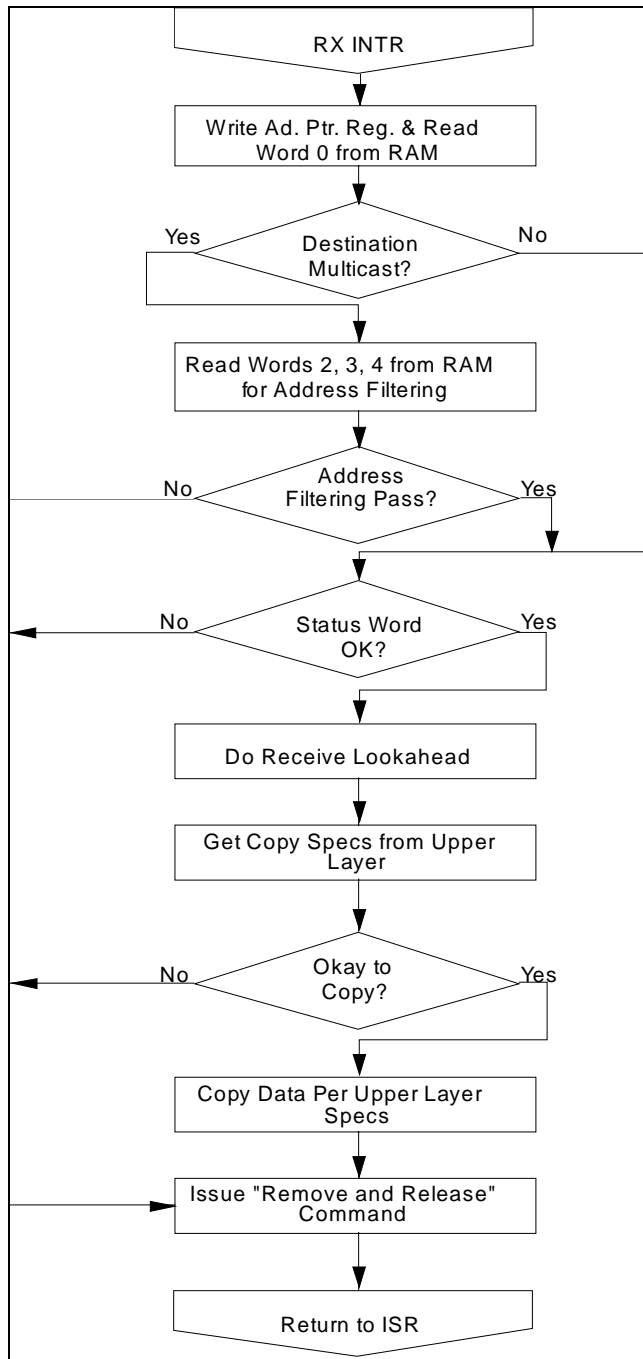 RX INTR
Write Ad. Ptr. Reg. & Read
Word 0 from RAM
Yes
No
Destination
Multicast?
Read Words 2, 3, 4 from RAM
for Address Filtering
No
Address
Filtering Pass?
Yes
No
Status Word
OK?
Yes
Do Receive Lookahead
Get Copy Specs from Upper
Layer
No
Okay to
Copy?
Yes
Copy Data Per Upper Layer
Specs
Issue "Remove and Release"
Command
Return to ISR